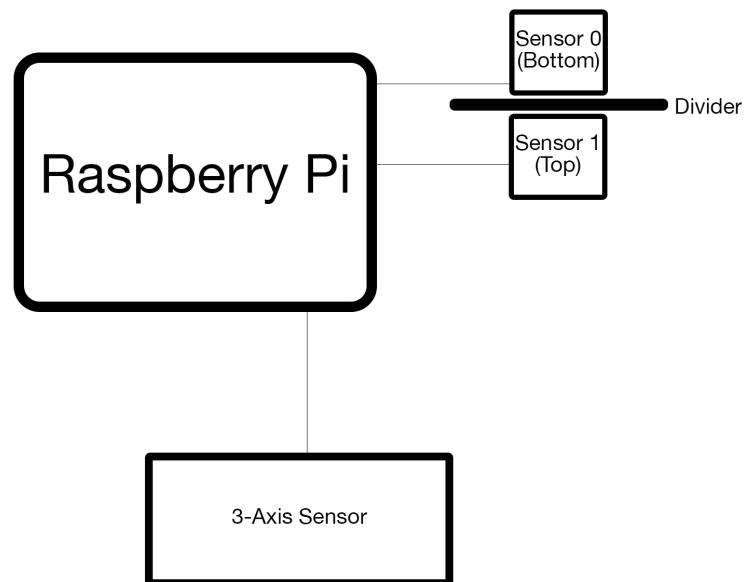 Sensor 0
(Bottom)
Divider
Raspberry Pi
Sensor 1
(Top)
3-Axis Sensor